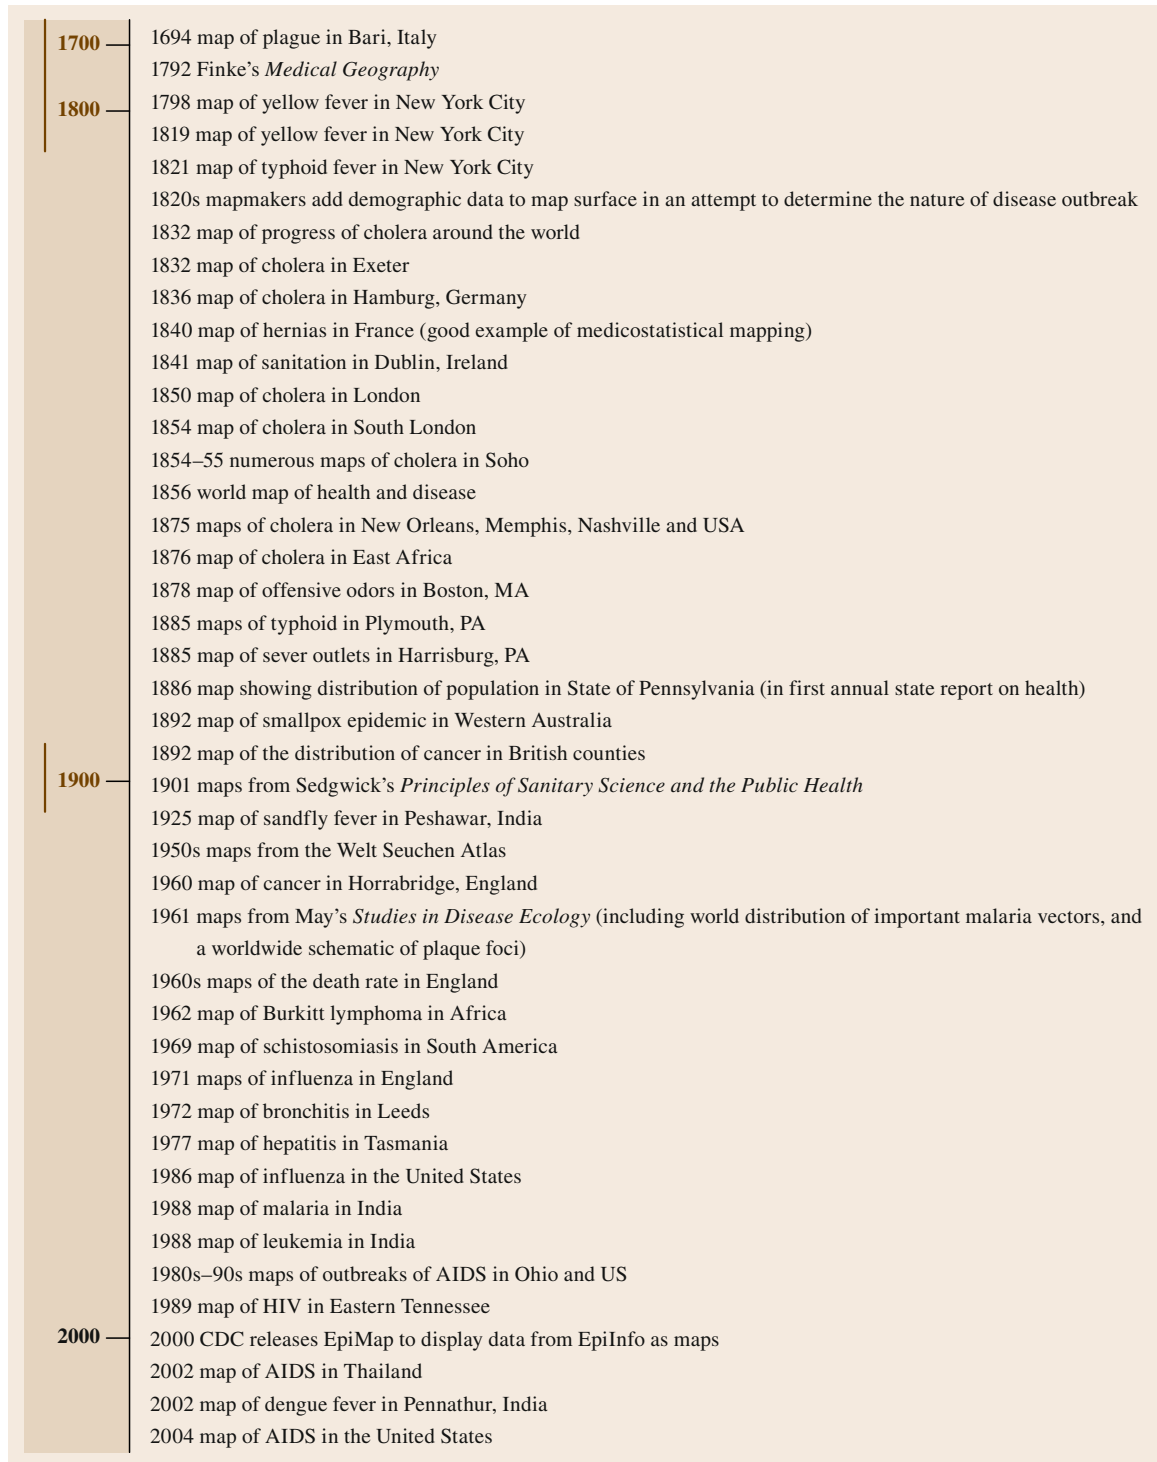 1700
1694 map of plague in Bari, Italy
1792 Finke's Medical Geography
1800
1798 map of yellow fever in New York City
1819 map of yellow fever in New York City
1821 map of typhoid fever in New York City
1820s mapmakers add demographic data to map surface in an attempt to determine the nature of disease outbreak
1832 map of progress of cholera around the world
1832 map of cholera in Exeter
1836 map of cholera in Hamburg, Germany
1840 map of hernias in France (good example of medicostatistical mapping)
1841 map of sanitation in Dublin, Ireland
1850 map of cholera in London
1854 map of cholera in South London
1854–55 numerous maps of cholera in Soho
1856 world map of health and disease
1875 maps of cholera in New Orleans, Memphis, Nashville and USA
1876 map of cholera in East Africa
1878 map of offensive odors in Boston, MA
1885 maps of typhoid in Plymouth, PA
1885 map of sever outlets in Harrisburg, PA
1886 map showing distribution of population in State of Pennsylvania (in first annual state report on health)
1892 map of smallpox epidemic in Western Australia
1892 map of the distribution of cancer in British counties
1900
1901 maps from Sedgwick's Principles of Sanitary Science and the Public Health
1925 map of sandfly fever in Peshawar, India
1950s maps from the Welt Seuchen Atlas
1960 map of cancer in Horrabridge, England
1961 maps from May's Studies in Disease Ecology (including world distribution of important malaria vectors, and
a worldwide schematic of plaque foci)
1960s maps of the death rate in England
1962 map of Burkitt lymphoma in Africa
1969 map of schistosomiasis in South America
1971 maps of influenza in England
1972 map of bronchitis in Leeds
1977 map of hepatitis in Tasmania
1986 map of influenza in the United States
1988 map of malaria in India
1988 map of leukemia in India
1980s–90s maps of outbreaks of AIDS in Ohio and US
1989 map of HIV in Eastern Tennessee
2000
2000 CDC releases EpiMap to display data from EpiInfo as maps
2002 map of AIDS in Thailand
2002 map of dengue fever in Pennathur, India
2004 map of AIDS in the United States